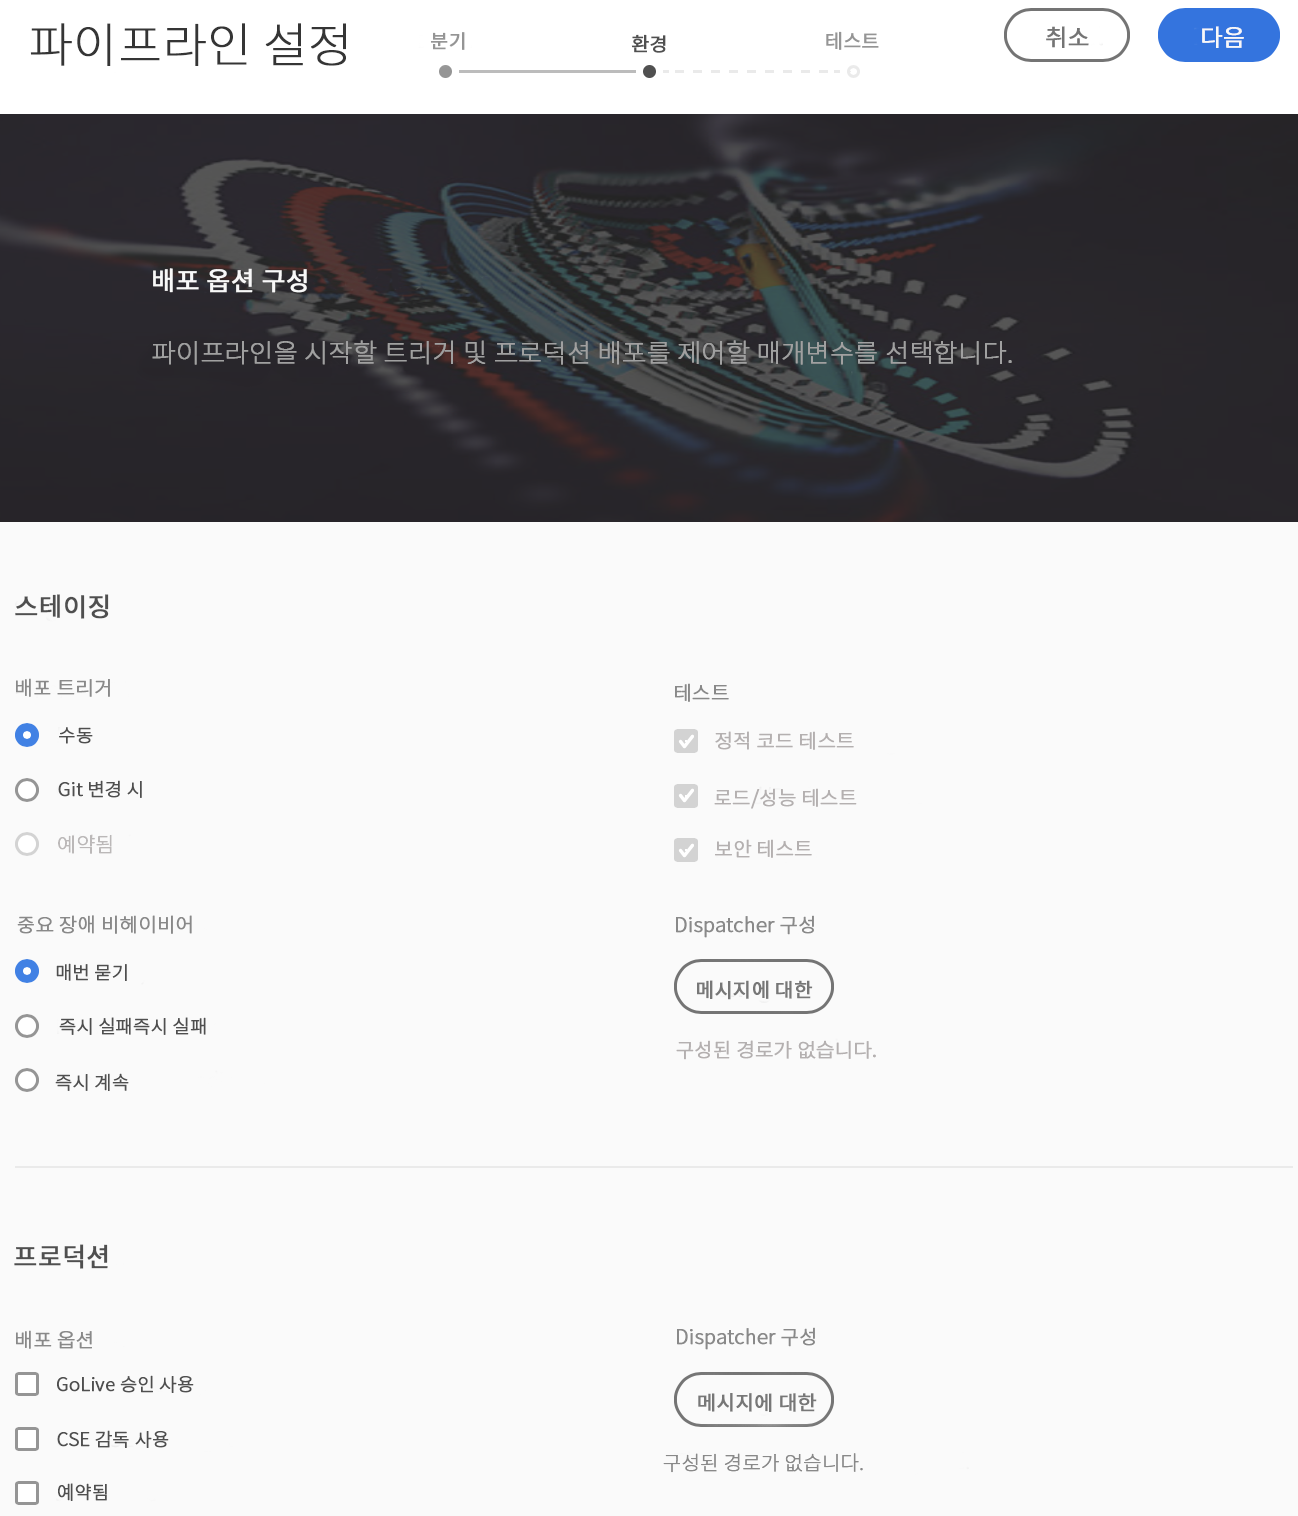 파이프라인 설정
분기
환경
테스트
취소
다음
배포 옵션 구성
파이프라인을 시작할 트리거 및 프로덕션 배포를 제어할 매개변수를 선택합니다.
스테이징
배포 트리거
수동
Git 변경 시
예약됨
테스트
정적 코드 테스트
로드/성능 테스트
보안 테스트
중요 장애 비헤이비어
매번 묻기
즉시 실패즉시 실패
즉시 계속
Dispatcher 구성
메시지에 대한
구성된 경로가 없습니다.
프로덕션
배포 옵션
GoLive 승인 사용
CSE 감독 사용
예약됨
Dispatcher 구성
메시지에 대한
구성된 경로가 없습니다.